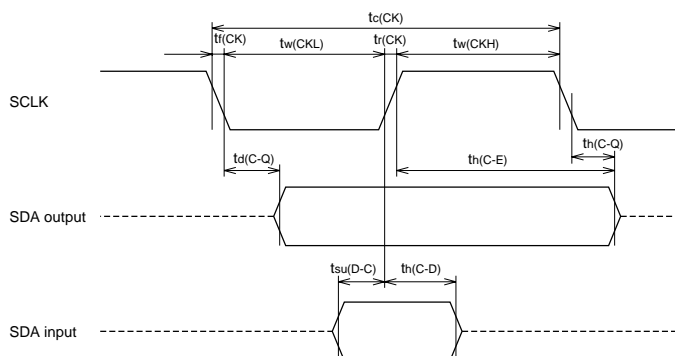 tc(CK)
tf(CK) tw(CKL) tr(CK) tw(CKH)
SCLK
td(C-Q) th(C-E) th(C-Q)
SDA output
tsu(D-C) th(C-D)
SDA input